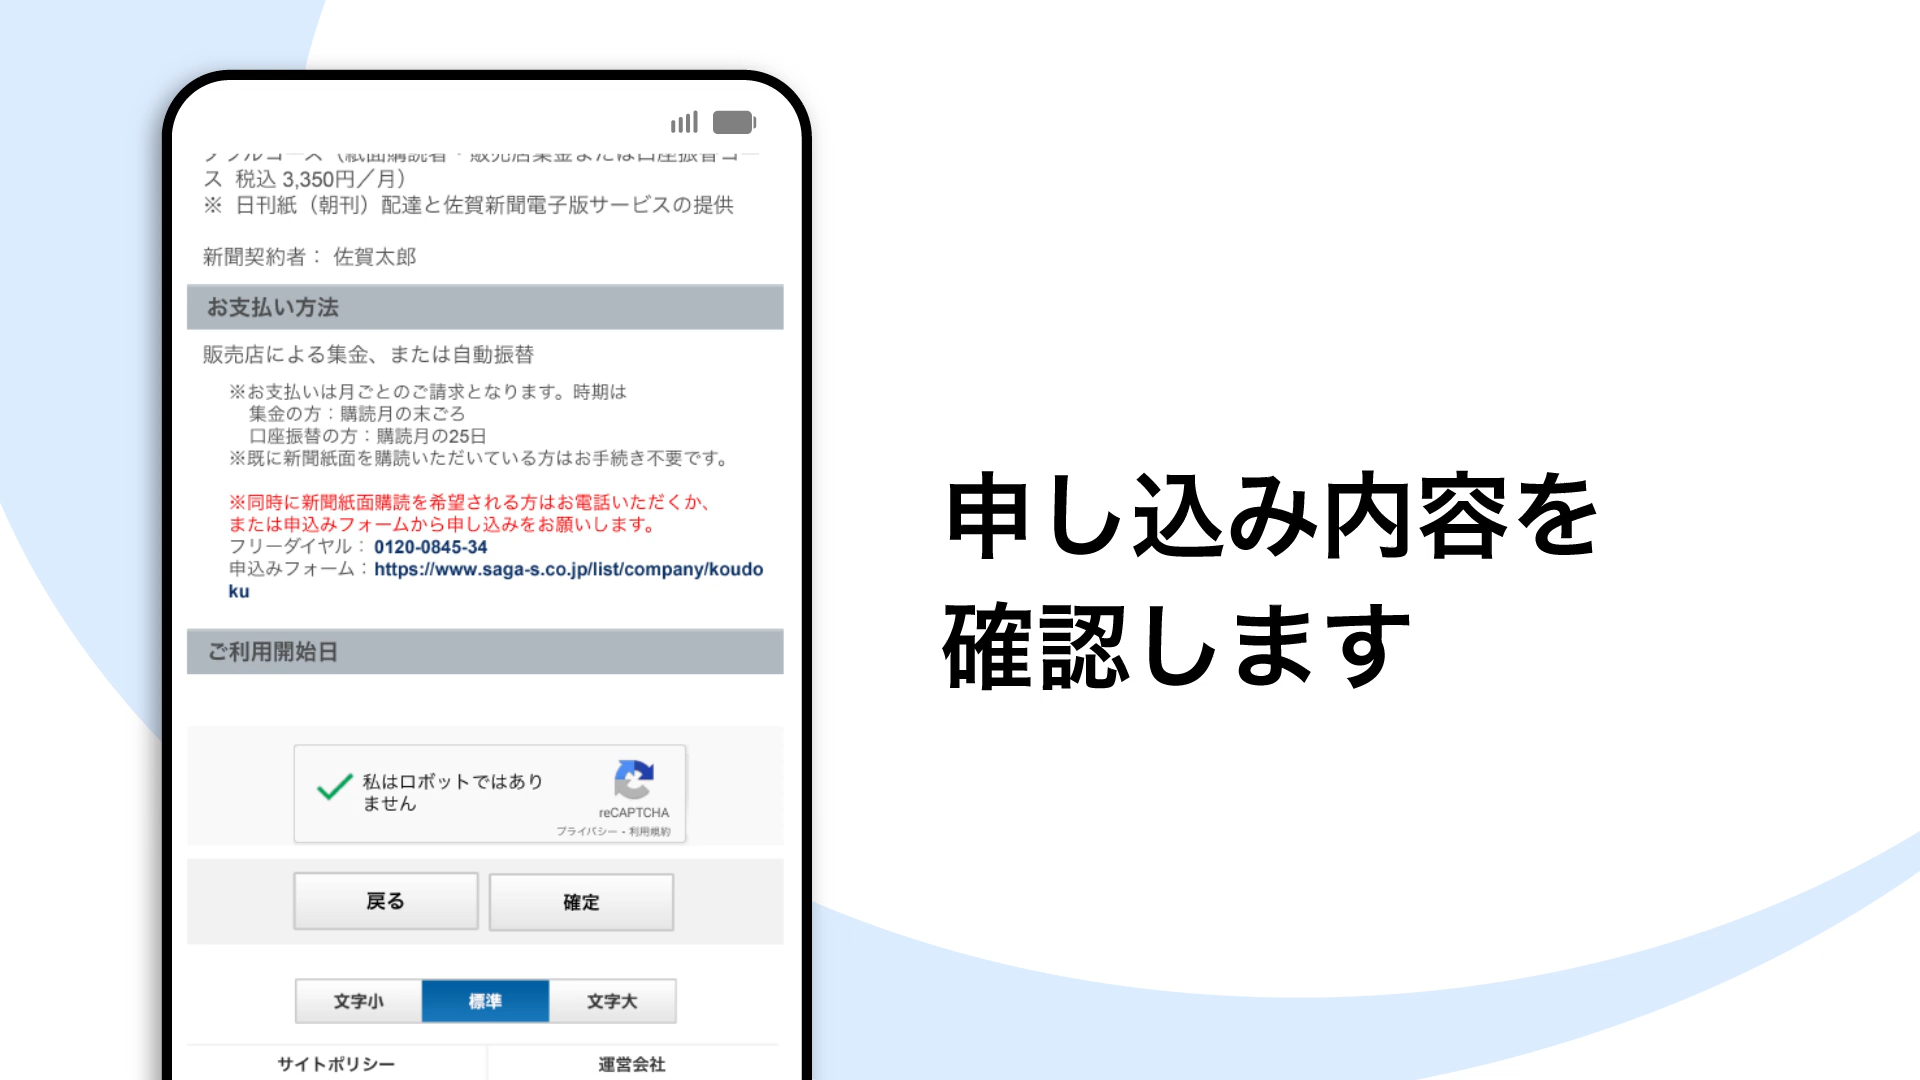 ス 税込 3,350円／月）
※ 日刊紙（朝刊）配達と佐賀新聞電子版サービスの提供
新聞契約者： 佐賀太郎
お支払い方法
販売店による集金、または自動振替
※お支払いは月ごとのご請求となります。時期は
集金の方：購読月の末ごろ
口座振替の方：購読月の25日
※既に新聞紙面を購読いただいている方はお手続き不要です。
※同時に新聞紙面購読を希望される方はお電話いただくか、
または申込みフォームから申し込みをお願いします。
フリーダイヤル： 0120-0845-34
申込みフォーム：https://www.saga-s.co.jp/list/company/koudo
ku
ご利用開始日
私はロボットではあり
ません
reCAPTCHA
プライバシー - 利用規約
戻る
確定
文字小
標準
文字大
サイトポリシー
運営会社
申し込み内容を
確認します